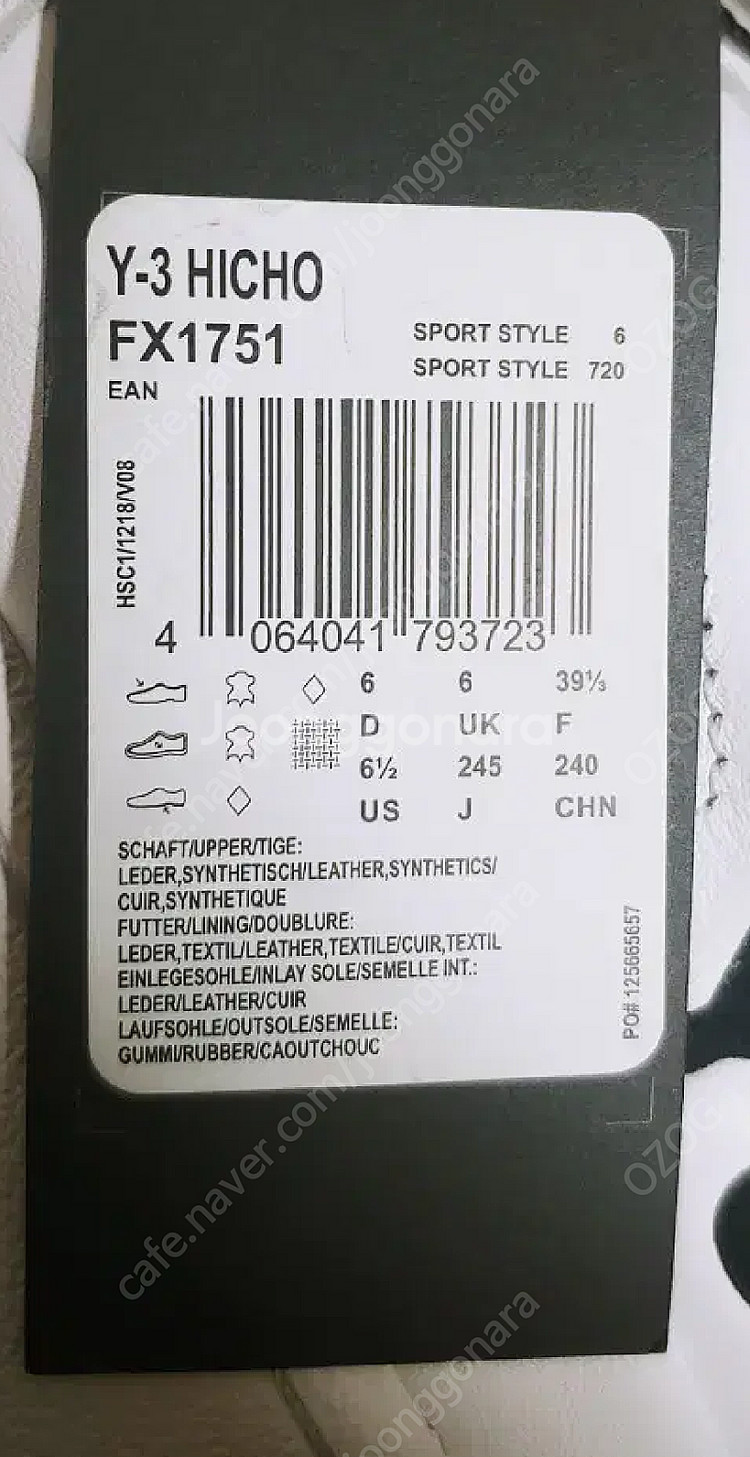 Y-3 HICHO
FX1751
SPORT STYLE 6
SPORT STYLE 720
EAN
HSC1/1218/V08
4 064041 793723
6 6 39⅓
D UK F
6½ 245 240
US J CHN
SCHAFT/UPPER/TIGE:
LEDER,SYNTHETISCH/LEATHER,SYNTHETICS/
CUIR,SYNTHETIQUE
FUTTER/LINING/DOUBLURE:
LEDER,TEXTIL/LEATHER,TEXTILE/CUIR,TEXTIL
EINLEGESOHLE/INLAY SOLE/SEMELLE INT.:
LEDER/LEATHER/CUIR
LAUFSOHLE/OUTSOLE/SEMELLE:
GUMMI/RUBBER/CAOUTCHOUC
PO# 125665657
Joonggonara
cafe.naver.com/joonggonara
OZOG